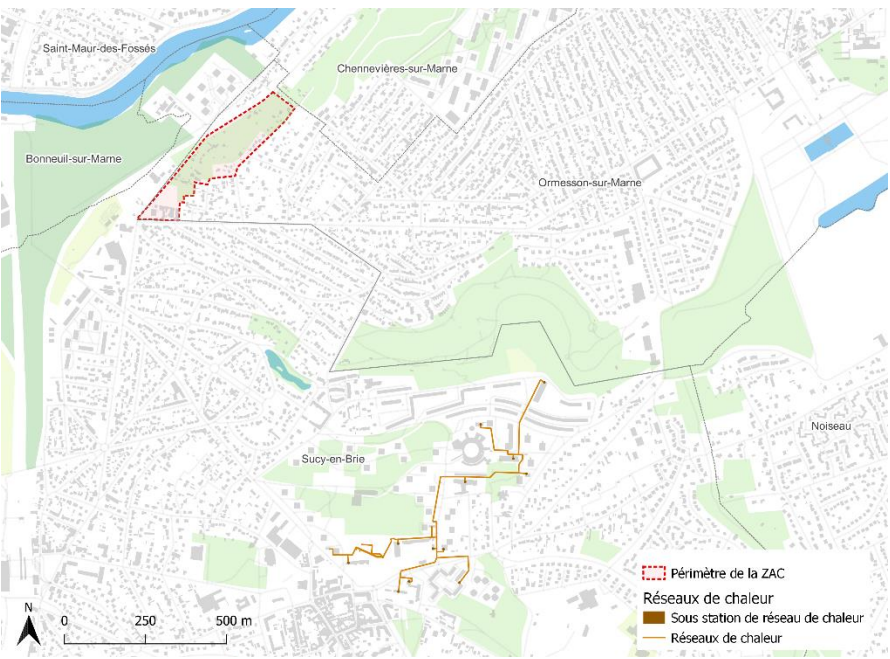 Saint-Maur-des-Fossés
Chennevières-sur-Marne
Bonneuil-sur-Marne
Ormesson-sur-Marne
Noiseau
Sucy-en-Brie
Périmètre de la ZAC
Réseaux de chaleur
Sous station de réseau de chaleur
Réseaux de chaleur
N
0 250 500 m